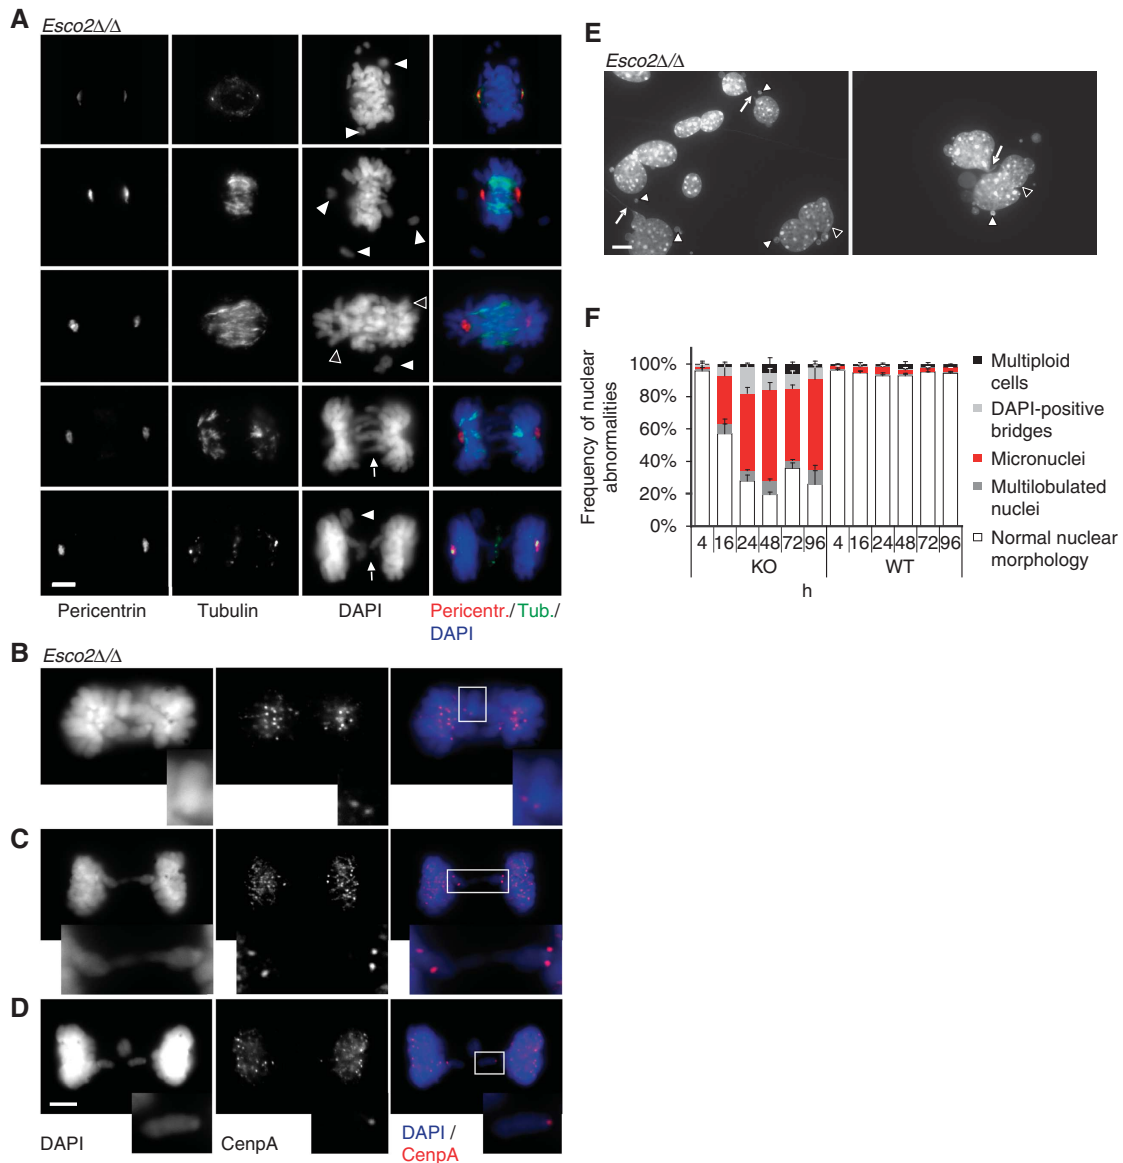 A
Esco2Δ/Δ
Pericentrin
Tubulin
DAPI
Pericentr./Tub./
DAPI
B
Esco2Δ/Δ
C
D
DAPI
CenpA
DAPI /
CenpA
E
Esco2Δ/Δ
F
Frequency of nuclear
abnormalities
100%
80%
60%
40%
20%
0%
4 16 24 48 72 96 4 16 24 48 72 96
KO WT
h
Multiploid
cells
DAPI-positive
bridges
Micronuclei
Multilobulated
nuclei
Normal nuclear
morphology